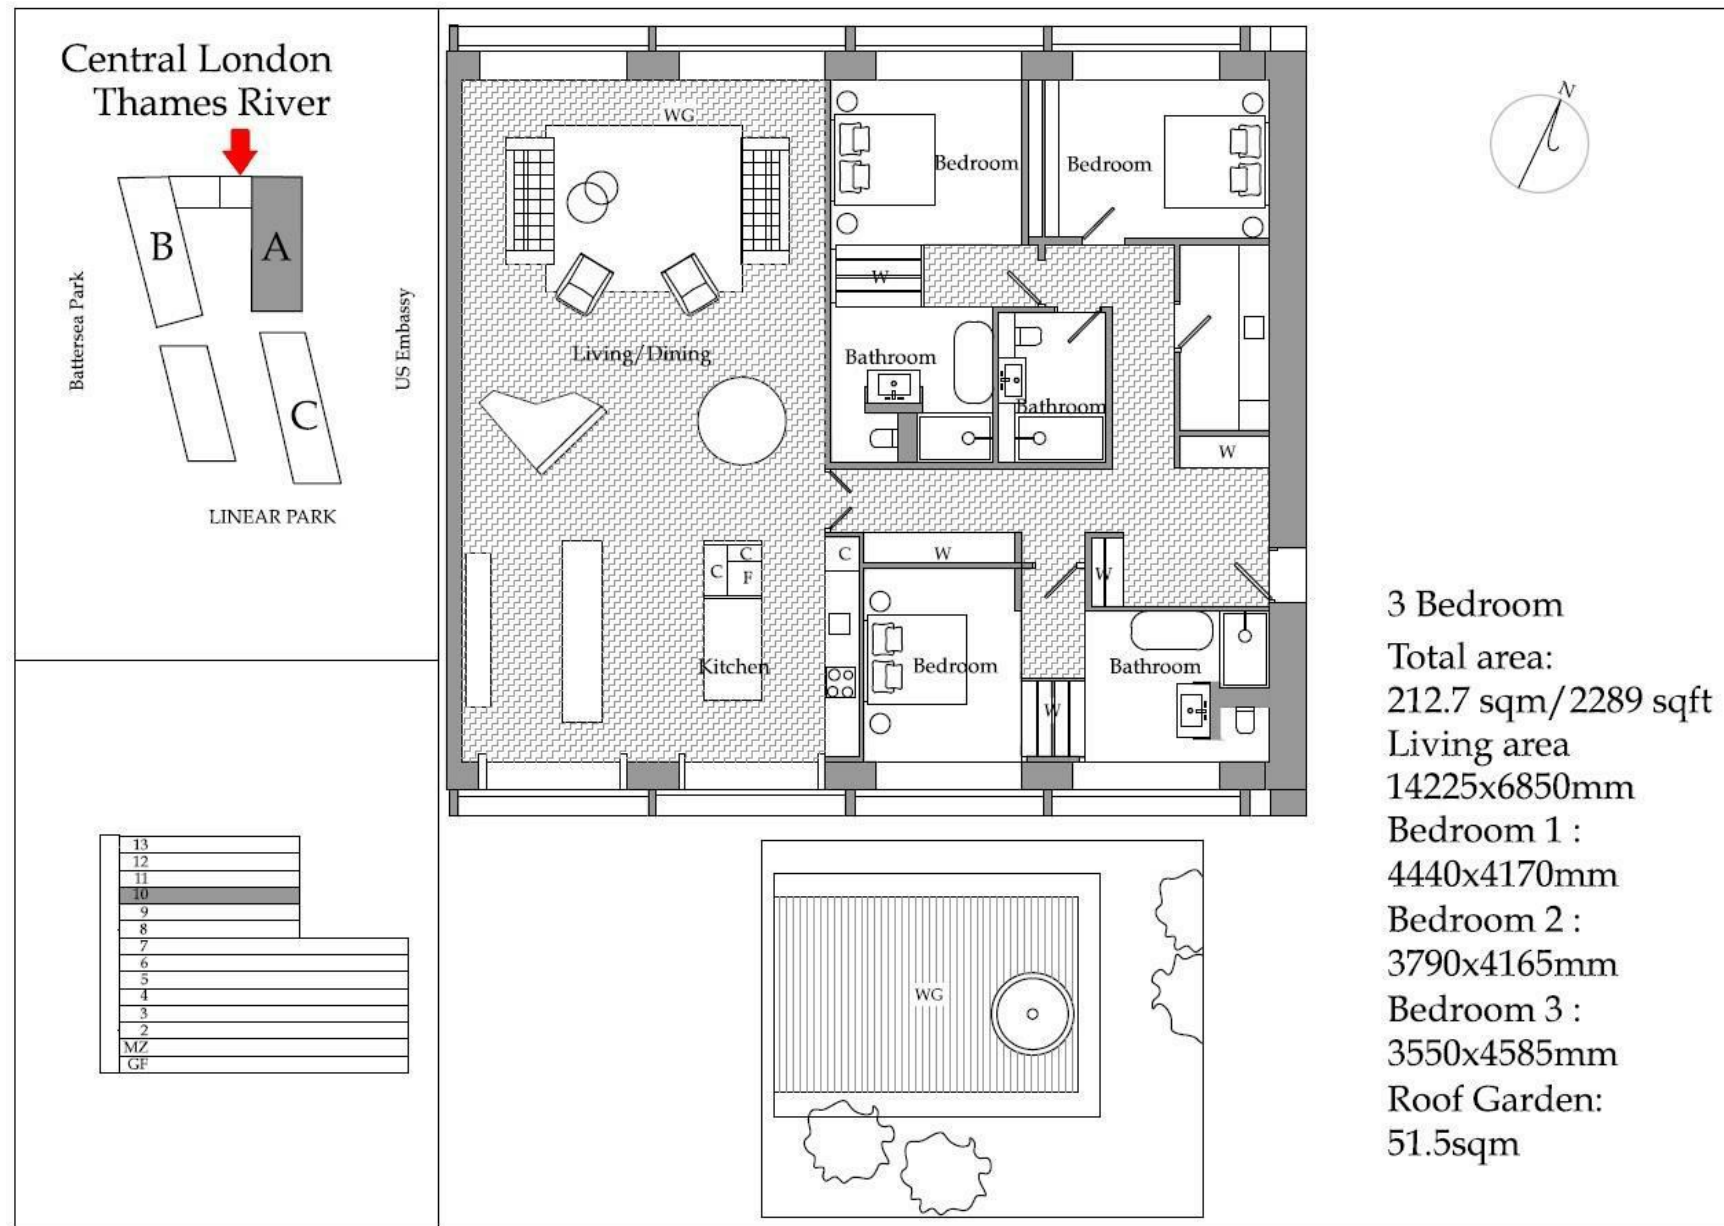 Central London
Thames River
B
A
Battersea Park
US Embassy
C
LINEAR PARK
13
12
11
10
9
8
7
6
5
4
3
2
MZ
GF
WG
Bedroom
Bedroom
N
W
Living/Dining
Bathroom
Bathroom
W
C
C
F
C
W
W
Kitchen
Bedroom
Bathroom
W
WG
3 Bedroom
Total area:
212.7 sqm/2289 sqft
Living area
14225x6850mm
Bedroom 1 :
4440x4170mm
Bedroom 2 :
3790x4165mm
Bedroom 3 :
3550x4585mm
Roof Garden:
51.5sqm